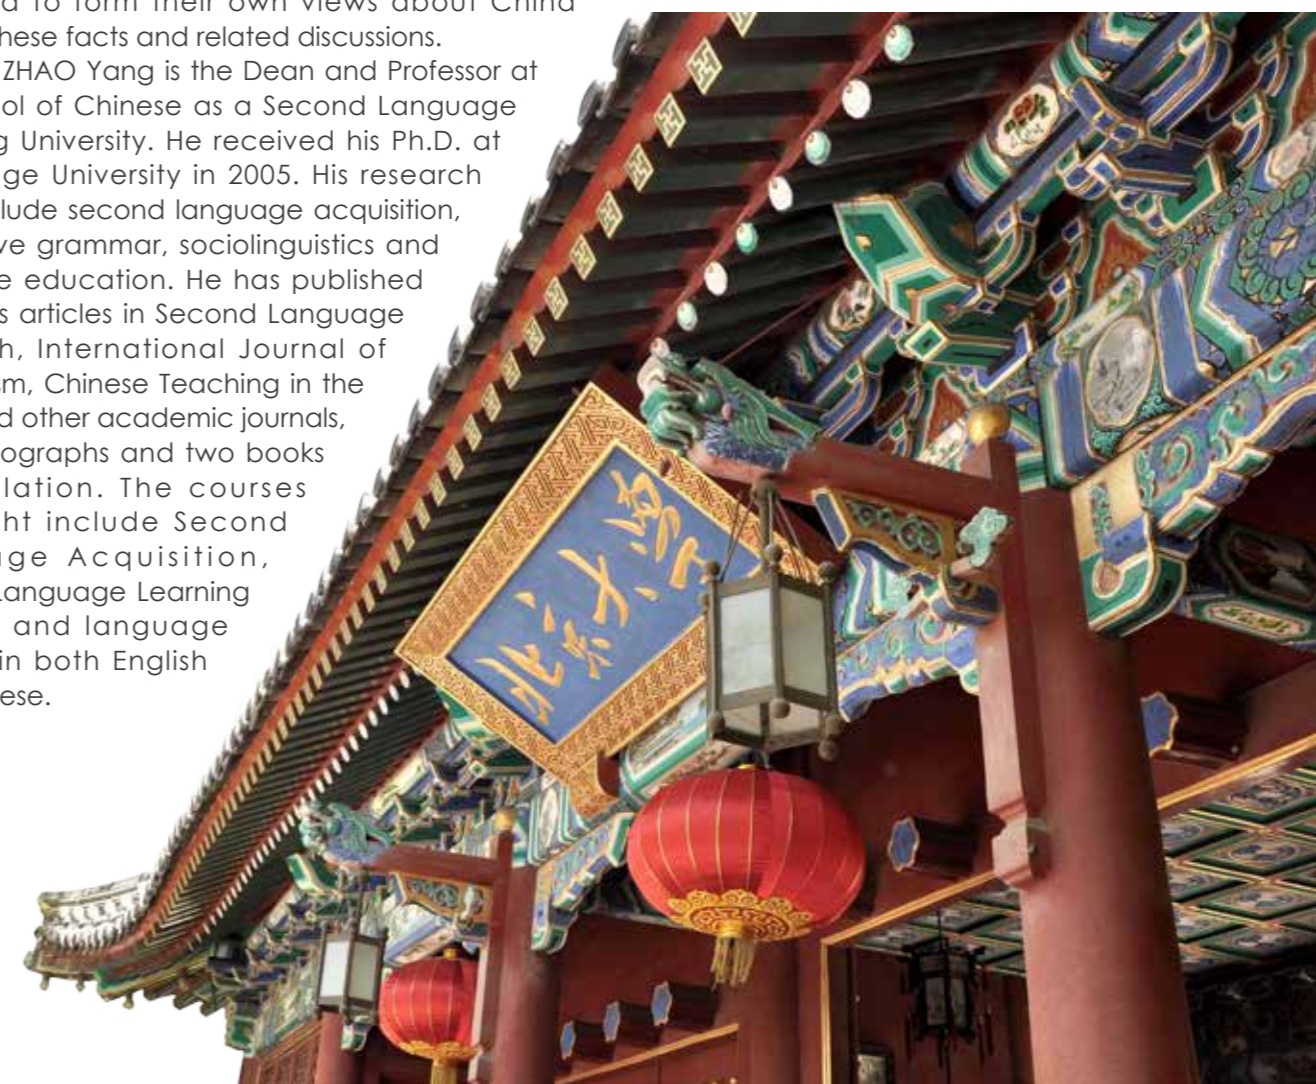 to form their own views about China
hese facts and related discussions.
ZHAO Yang is the Dean and Professor at
ol of Chinese as a Second Language
g University. He received his Ph.D. at
ge University in 2005. His research
lude second language acquisition,
ve grammar, sociolinguistics and
e education. He has published
s articles in Second Language
h, International Journal of
sm, Chinese Teaching in the
d other academic journals,
ographs and two books
lation. The courses
ht include Second
ge Acquisition,
Language Learning
and language
in both English
ese.
北京大學